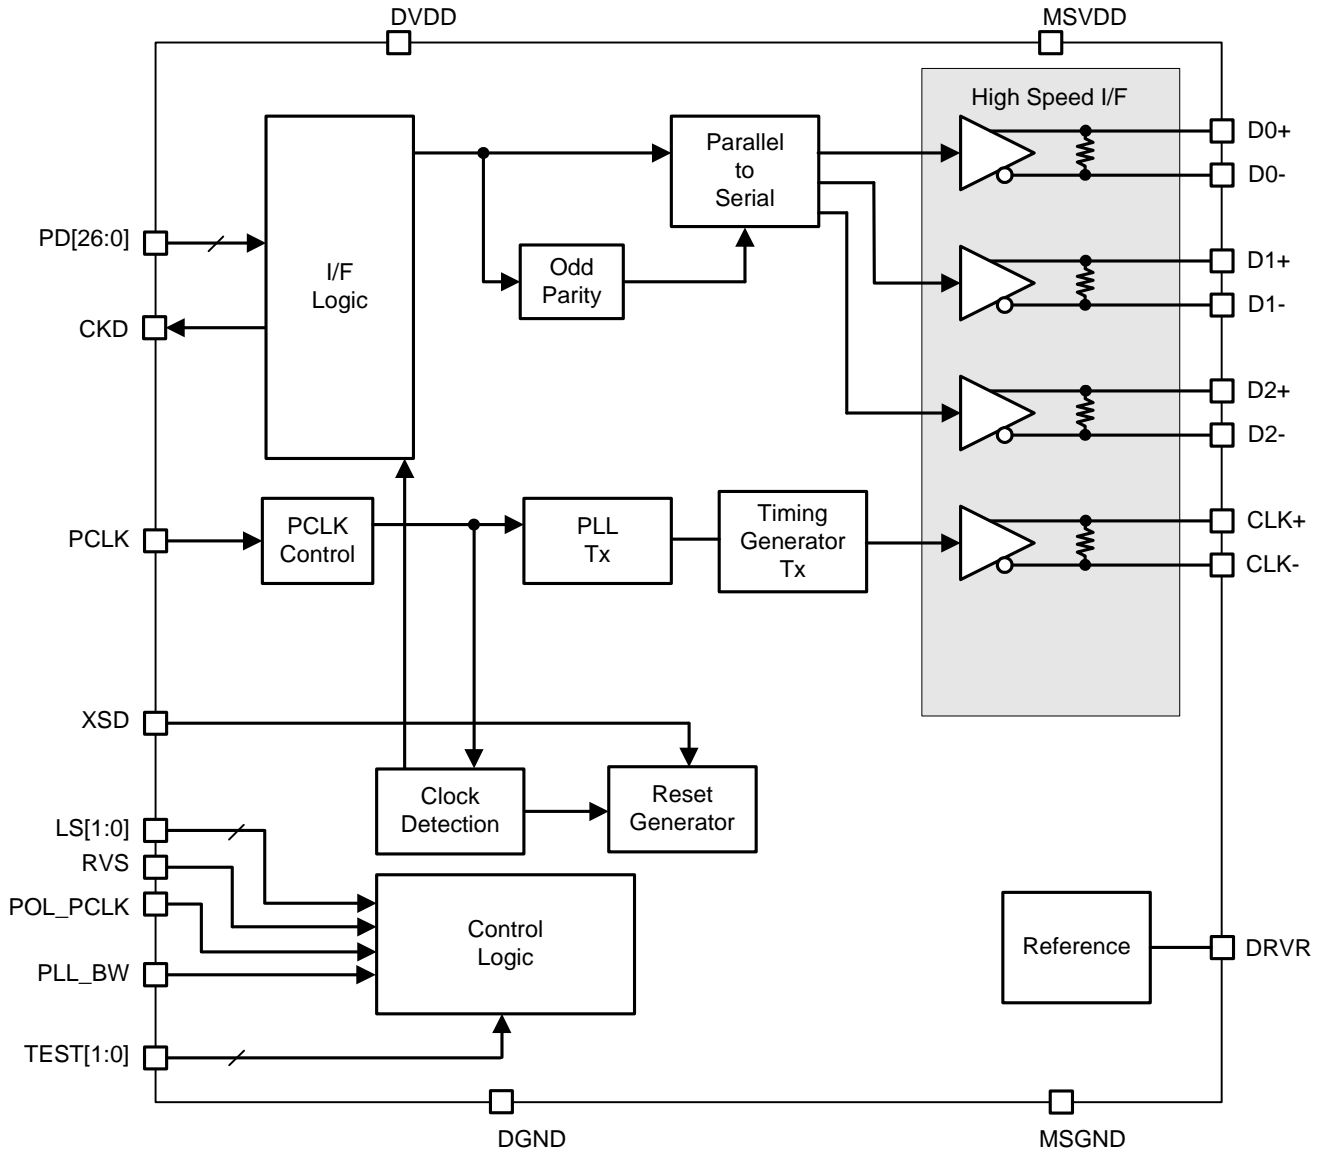 DVDD
MSVDD
High Speed I/F
D0+
D0-
Parallel
to
Serial
PD[26:0]
I/F
Logic
Odd
Parity
D1+
D1-
CKD
D2+
D2-
PCLK
PCLK
Control
PLL
Tx
Timing
Generator
Tx
CLK+
CLK-
XSD
Clock
Detection
Reset
Generator
LS[1:0]
RVS
POL_PCLK
PLL_BW
Control
Logic
Reference
DRVR
TEST[1:0]
DGND
MSGND